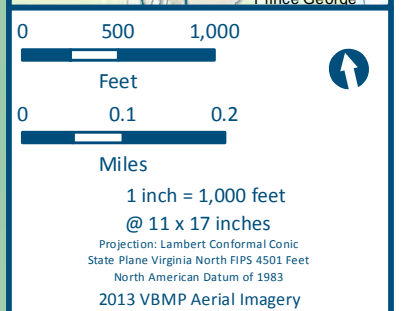 Prince George
0 500 1,000
Feet
0 0.1 0.2
Miles
1 inch = 1,000 feet
@ 11 x 17 inches
Projection: Lambert Conformal Conic
State Plane Virginia North FIPS 4501 Feet
North American Datum of 1983
2013 VBMP Aerial Imagery